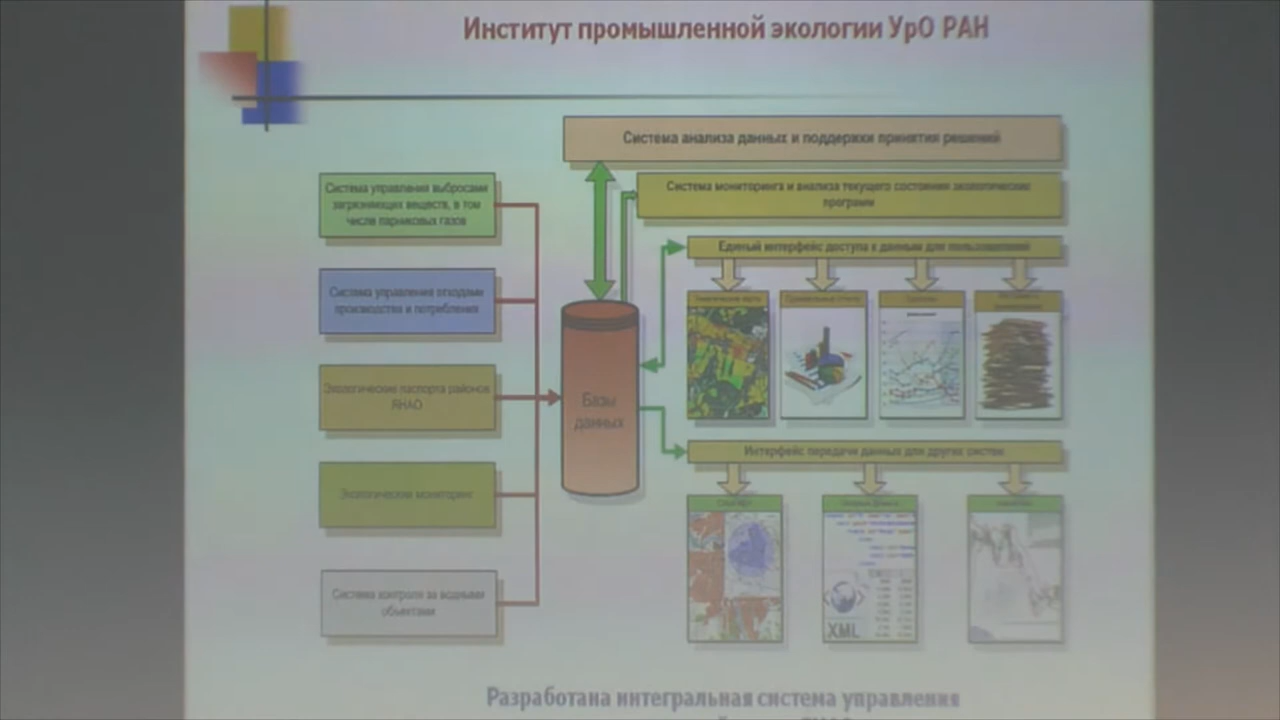 Институт промышленной экологии УрО РАН
Система анализа данных и поддержки принятия решений
Система управления выбросами
загрязняющих веществ, в том
числе парниковых газов
Система мониторинга и анализа текущего состояния экологических
программ
Единый интерфейс доступа к данным для пользователей
Система управления отходами
производства и потребления
Экологические паспорта районов
ЯНАО
Базы
данных
Экологический мониторинг
Интерфейс передачи данных для других систем
Система контроля за водными
объектами
XML
Разработана интегральная система управления